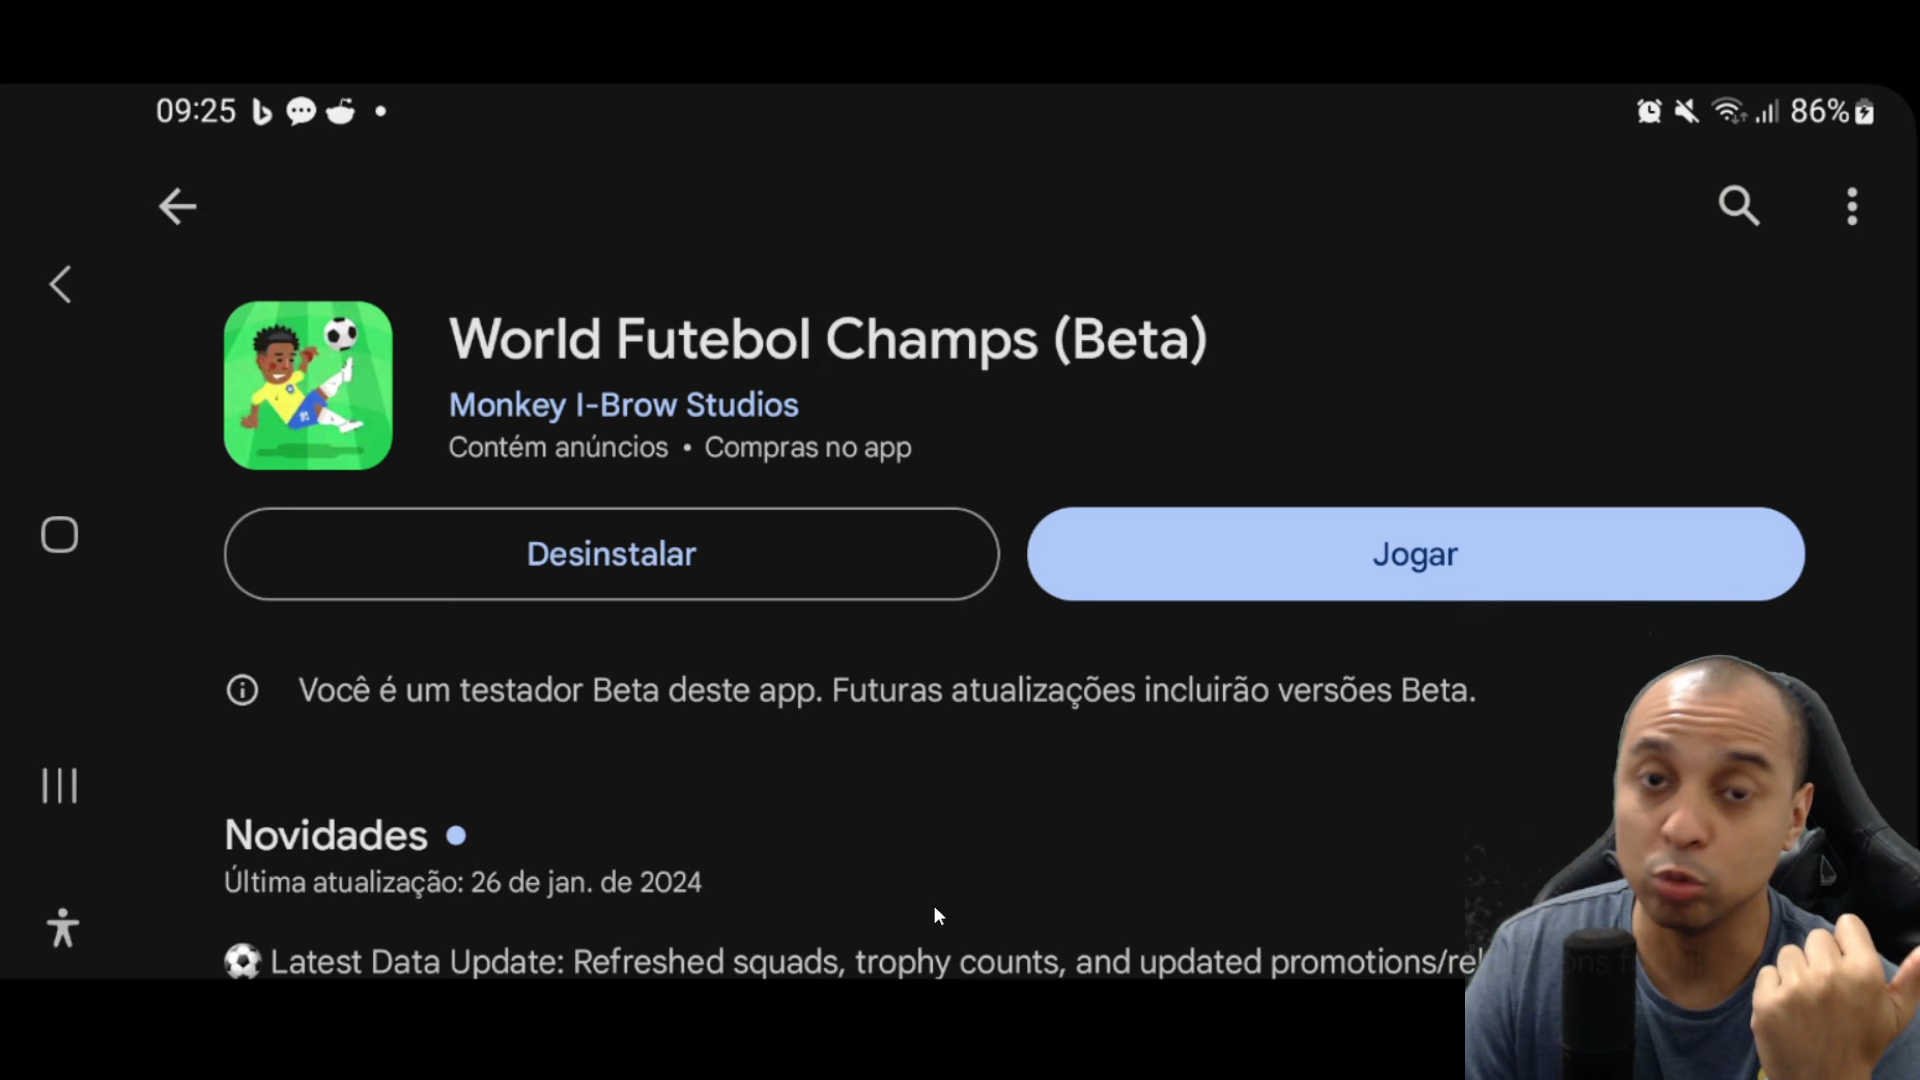 09:25
86%
World Futebol Champs (Beta)
Monkey I-Brow Studios
Contém anúncios • Compras no app
Desinstalar
Jogar
Você é um testador Beta deste app. Futuras atualizações incluirão versões Beta.
Novidades
Última atualização: 26 de jan. de 2024
Latest Data Update: Refreshed squads, trophy counts, and updated